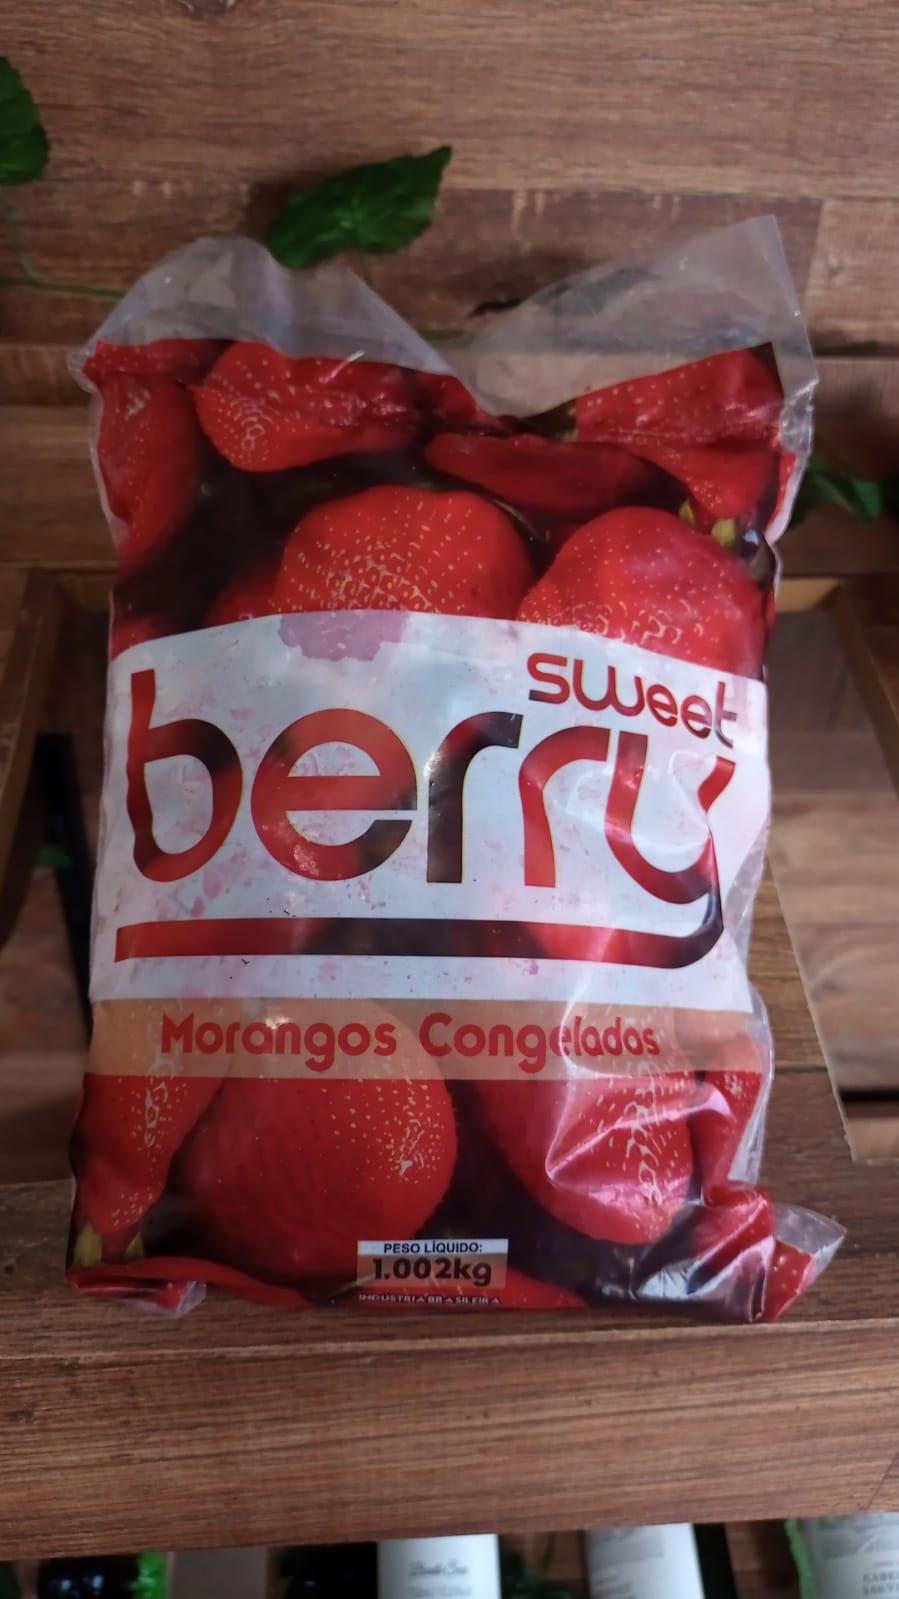 sweet
berry
Morangos Congelados
PESO LÍQUIDO:
1.002kg
INDÚSTRIA BRASILEIRA